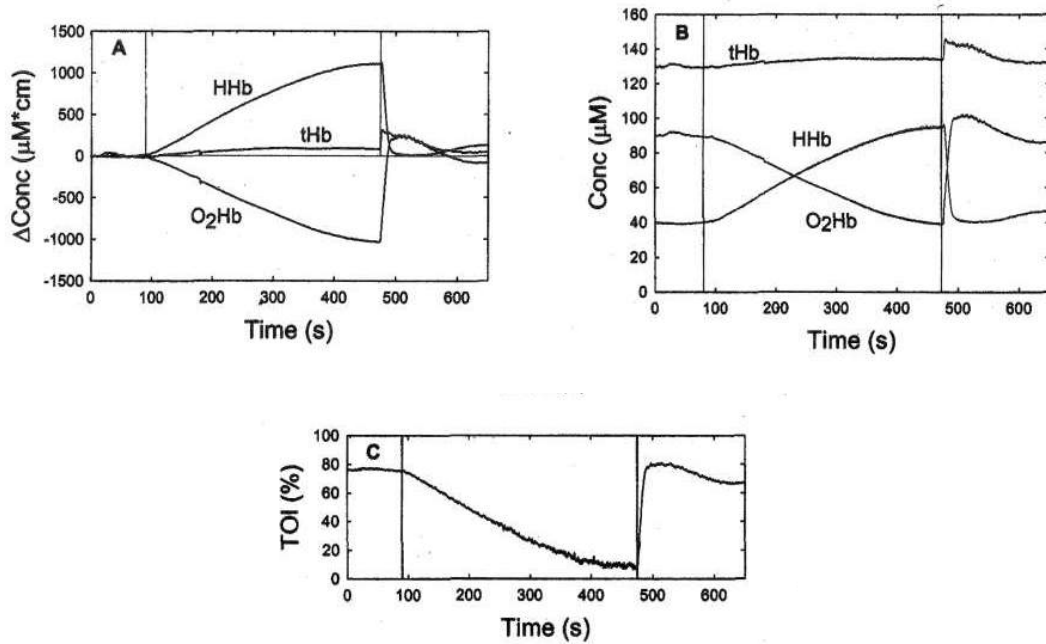 A
1500
1000
500
0
-500
-1000
-1500
ΔConc (μM*cm)
HHb
tHb
O₂Hb
0 100 200 300 400 500 600
Time (s)
B
160
140
120
100
80
60
40
20
0
Conc (μM)
tHb
HHb
O₂Hb
0 100 200 300 400 500 600
Time (s)
C
100
80
60
40
20
0
TOI (%)
0 100 200 300 400 500 600
Time (s)